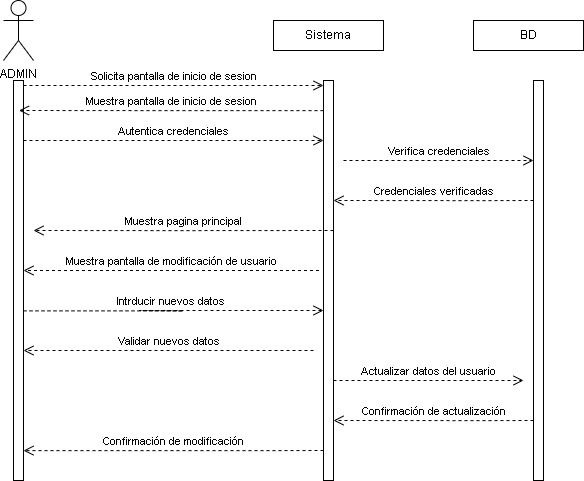 Sistema
BD
ADMIN
Solicita pantalla de inicio de sesion
Muestra pantalla de inicio de sesion
Autentica credenciales
Verifica credenciales
Credenciales verificadas
Muestra pagina principal
Muestra pantalla de modificación de usuario
Intrducir nuevos datos
Validar nuevos datos
Actualizar datos del usuario
Confirmación de actualización
Confirmación de modificación